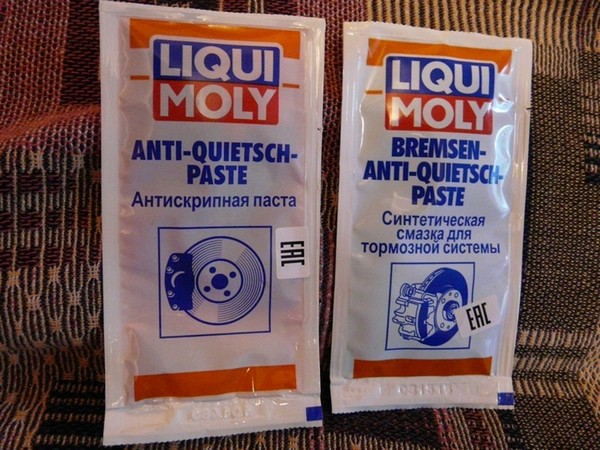 LIQUI
MOLY
ANTI-QUIETSCH-
PASTE
Антискрипная паста
EAC
LIQUI
MOLY
BREMSEN-
ANTI-QUIETSCH-
PASTE
Синтетическая
смазка для
тормозной системы
EAC